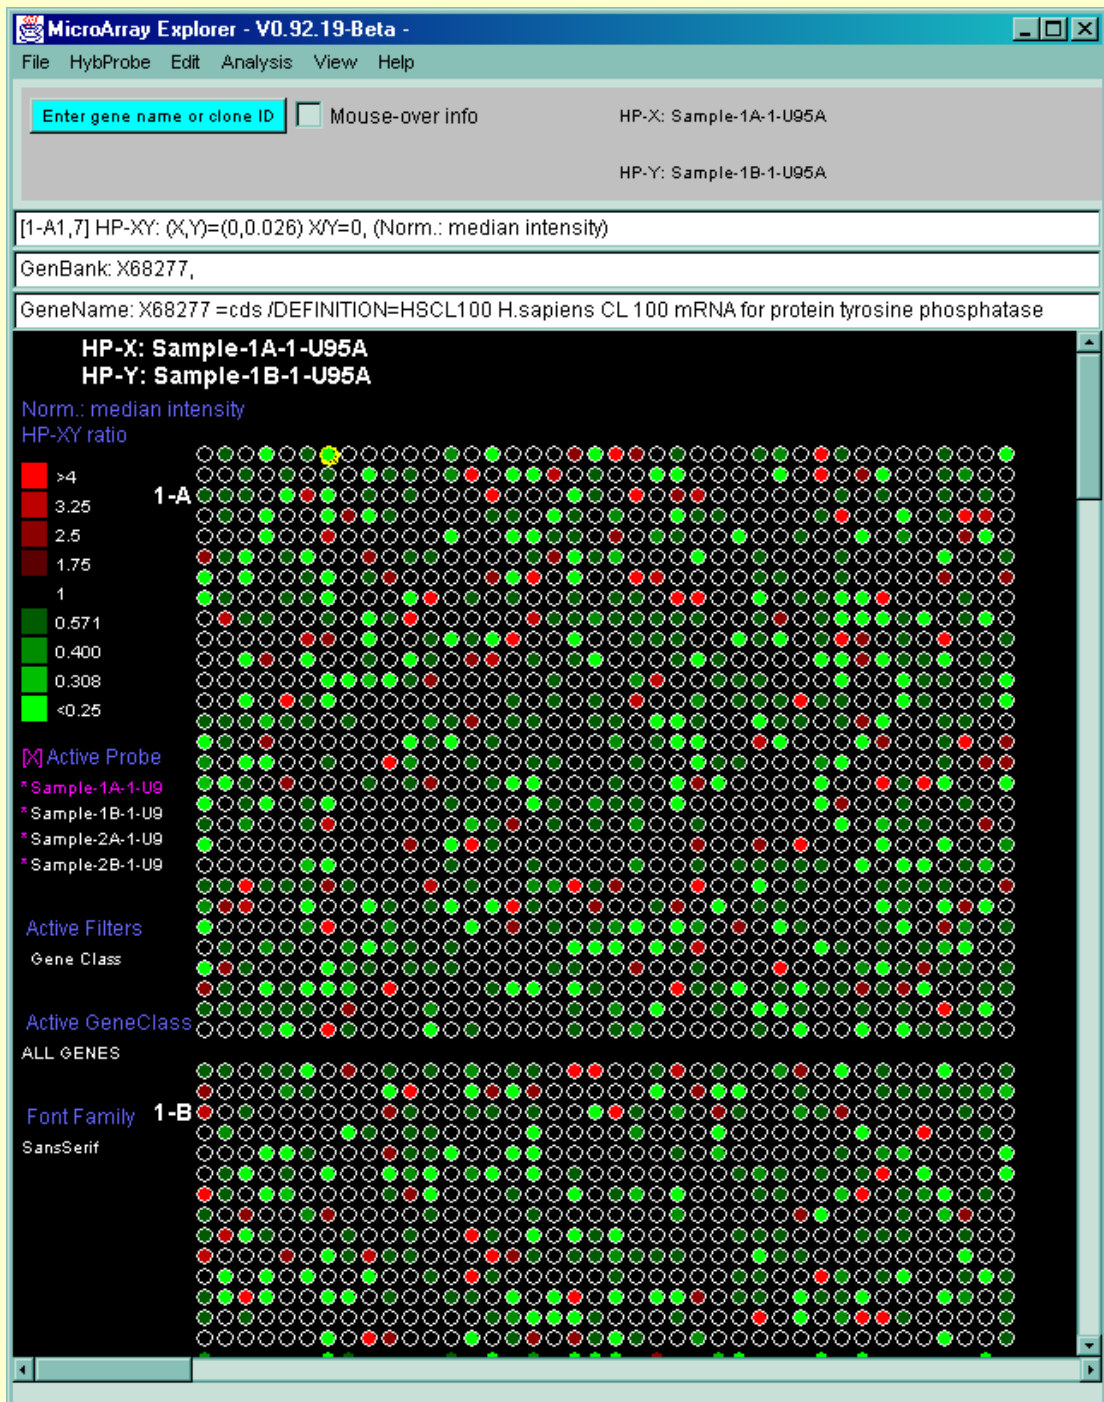 MicroArray Explorer - V0.92.19-Beta -
File HybProbe Edit Analysis View Help
Enter gene name or clone ID Mouse-over info HP-X: Sample-1A-1-U95A
HP-Y: Sample-1B-1-U95A
[1-A1,7] HP-XY: (X,Y)=(0,0.026) X/Y=0, (Norm.: median intensity)
GenBank: X68277,
GeneName: X68277 =cds /DEFINITION=HSCL100 H.sapiens CL 100 mRNA for protein tyrosine phosphatase
HP-X: Sample-1A-1-U95A
HP-Y: Sample-1B-1-U95A
Norm.: median intensity
HP-XY ratio
>4
1-A
3.25
2.5
1.75
1
0.571
0.400
0.308
<0.25
[X] Active Probe
*Sample-1A-1-U9
*Sample-1B-1-U9
*Sample-2A-1-U9
*Sample-2B-1-U9
Active Filters
Gene Class
Active GeneClass
ALL GENES
Font Family 1-B
SansSerif